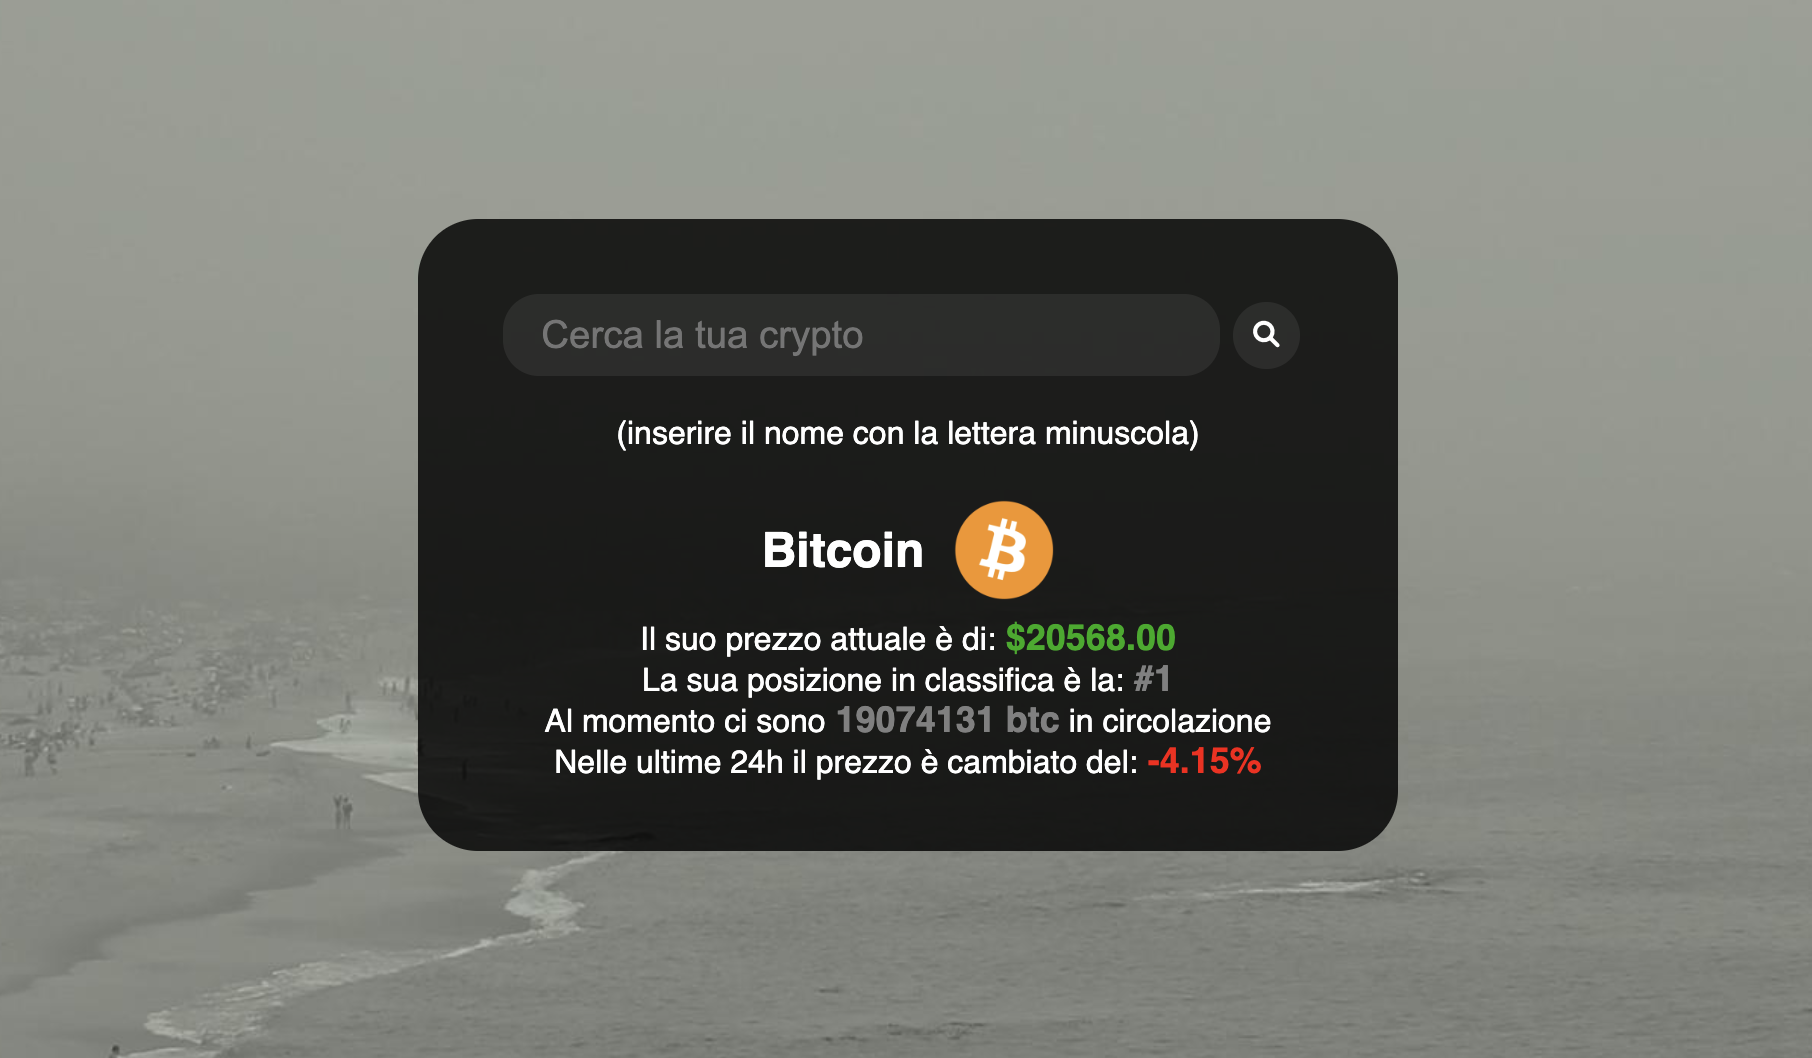 Cerca la tua crypto
(inserire il nome con la lettera minuscola)
Bitcoin
Il suo prezzo attuale è di: $20568.00
La sua posizione in classifica è la: #1
Al momento ci sono 19074131 btc in circolazione
Nelle ultime 24h il prezzo è cambiato del: -4.15%